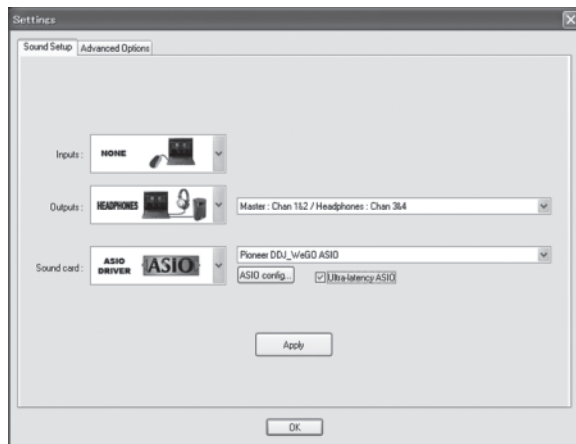 Settings
Sound Setup Advanced Options
Inputs : NONE
Outputs : HEADPHONES Master : Chan 1&2 / Headphones : Chan 3&4
Sound card : ASIO DRIVER ASIO Pioneer DDJ_WeGO ASIO
ASIO config... Ultra-latency ASIO
Apply
OK